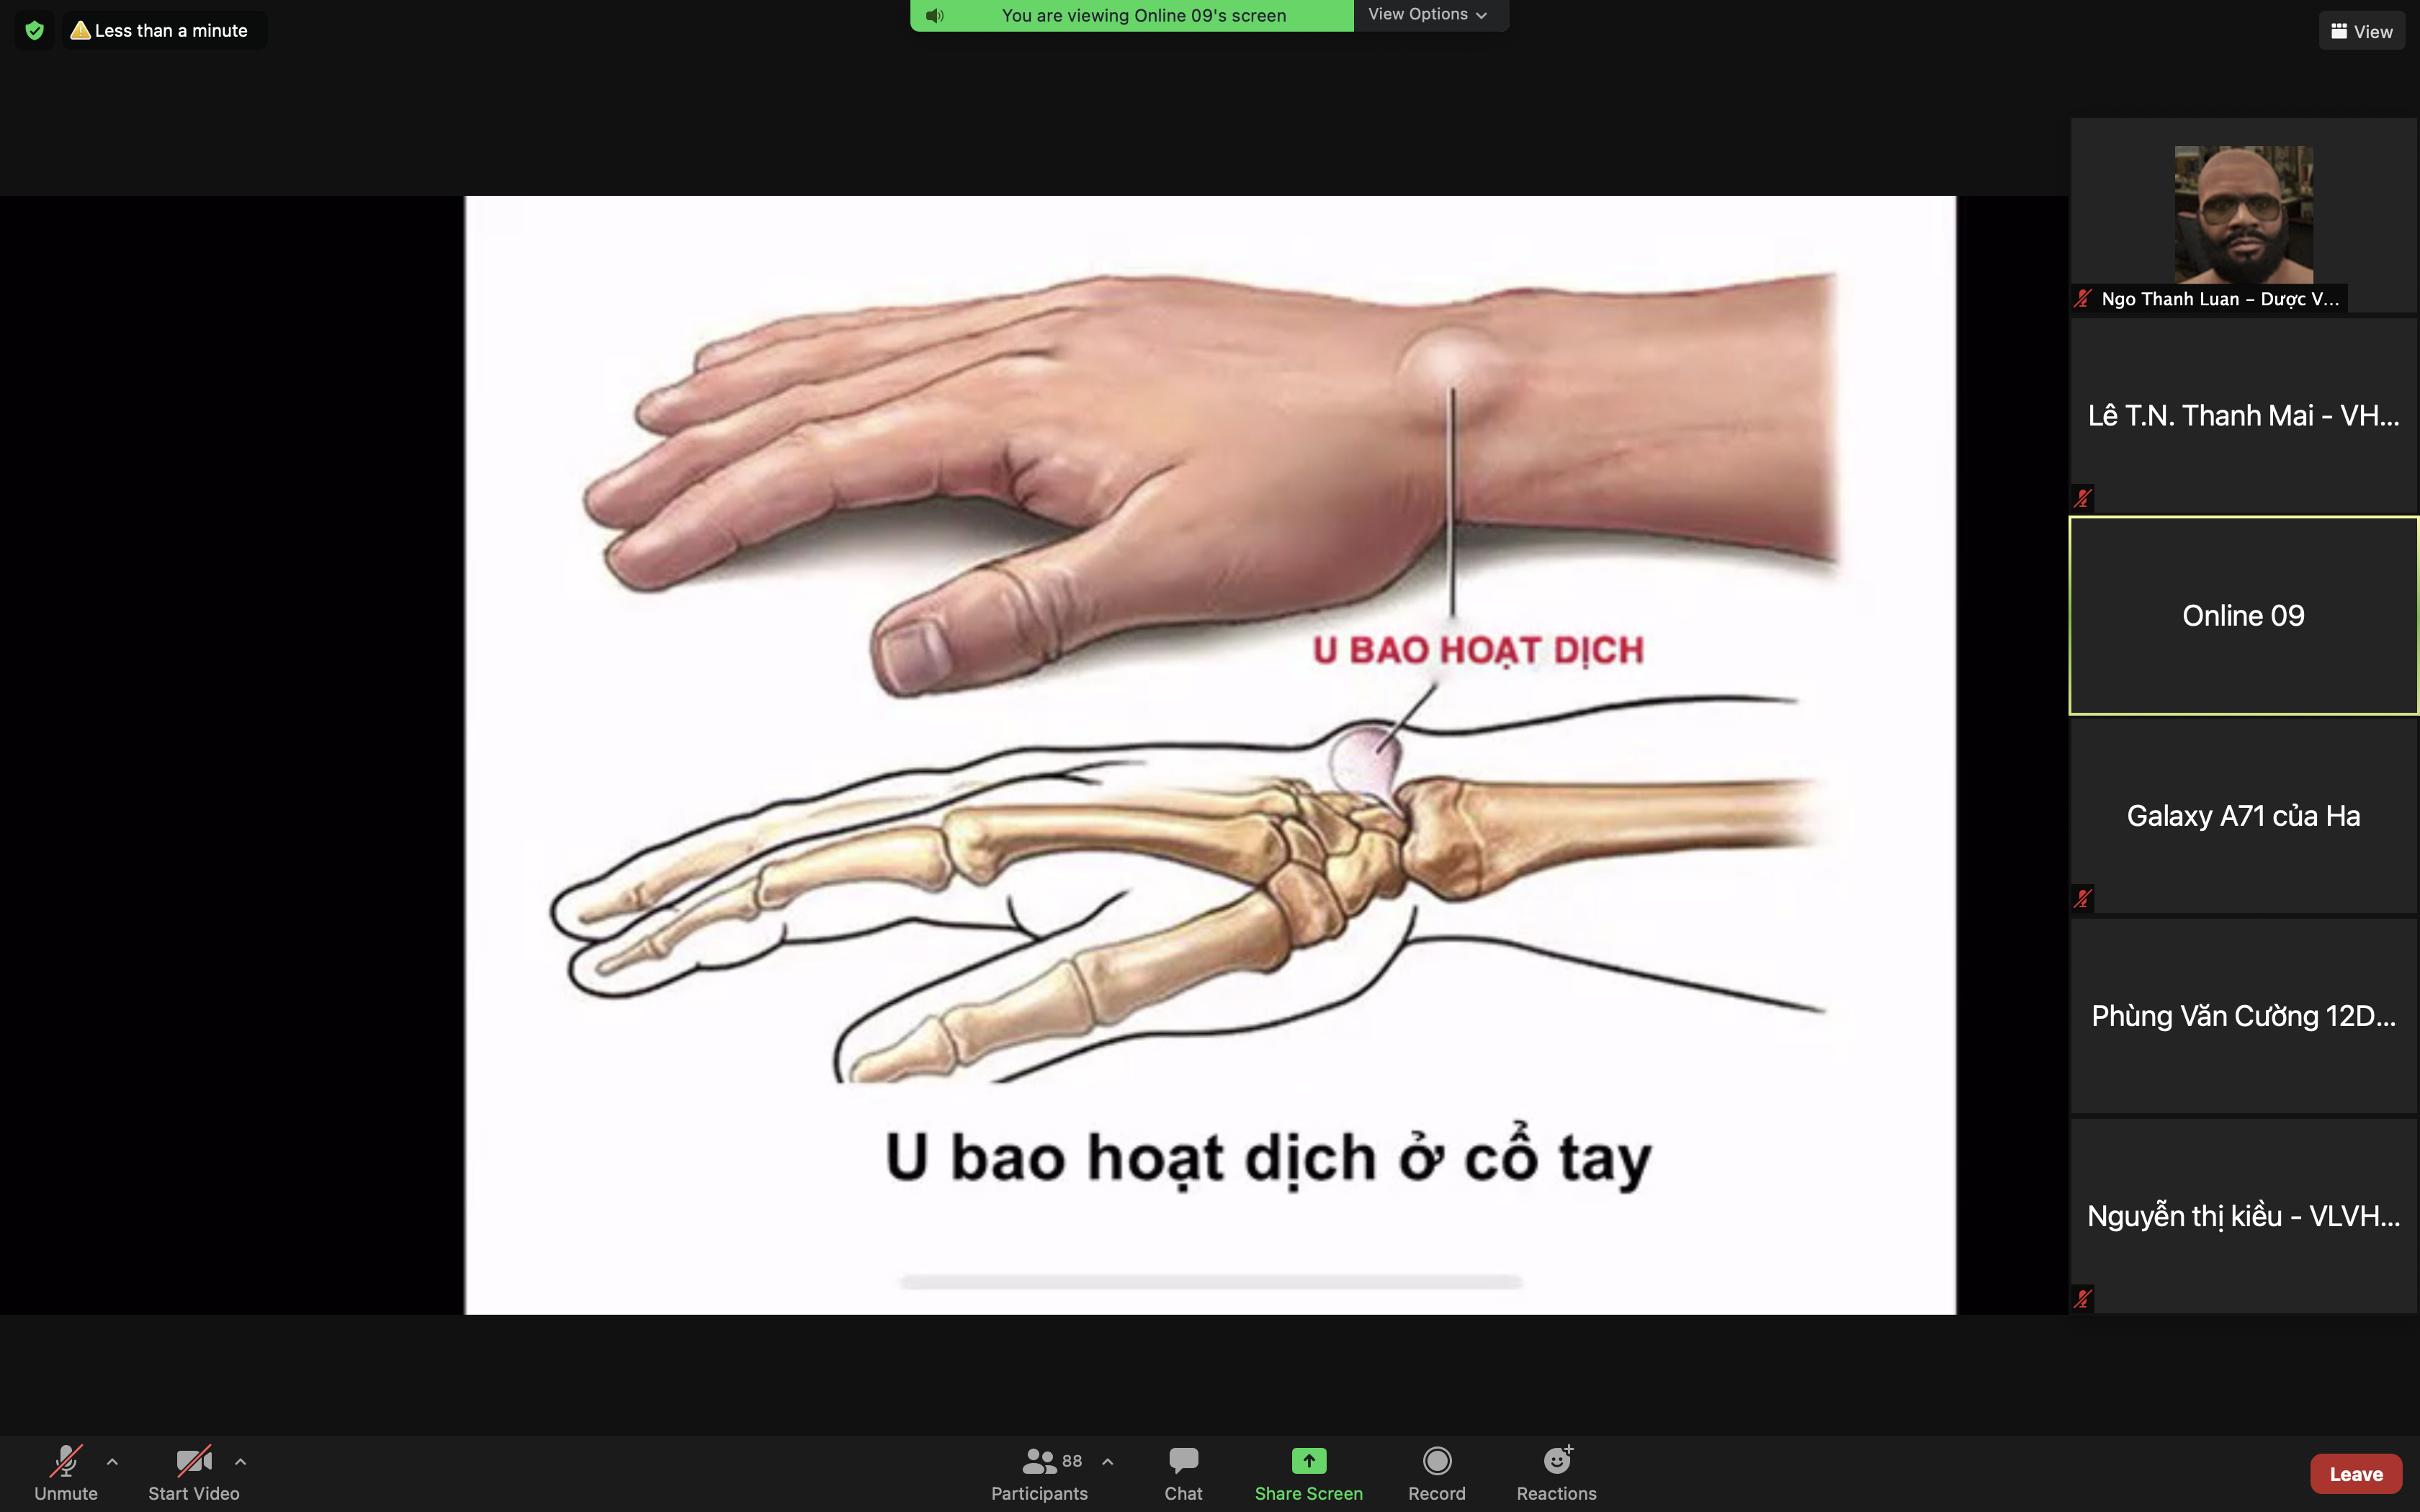 Less than a minute
You are viewing Online 09's screen
View Options
View
Ngo Thanh Luan – Dược V...
Lê T.N. Thanh Mai - VH...
Online 09
Galaxy A71 của Ha
Phùng Văn Cường 12D...
Nguyễn thị kiều - VLVH...
U BAO HOẠT DỊCH
U bao hoạt dịch ở cổ tay
Unmute
Start Video
88
Participants
Chat
Share Screen
Record
Reactions
Leave